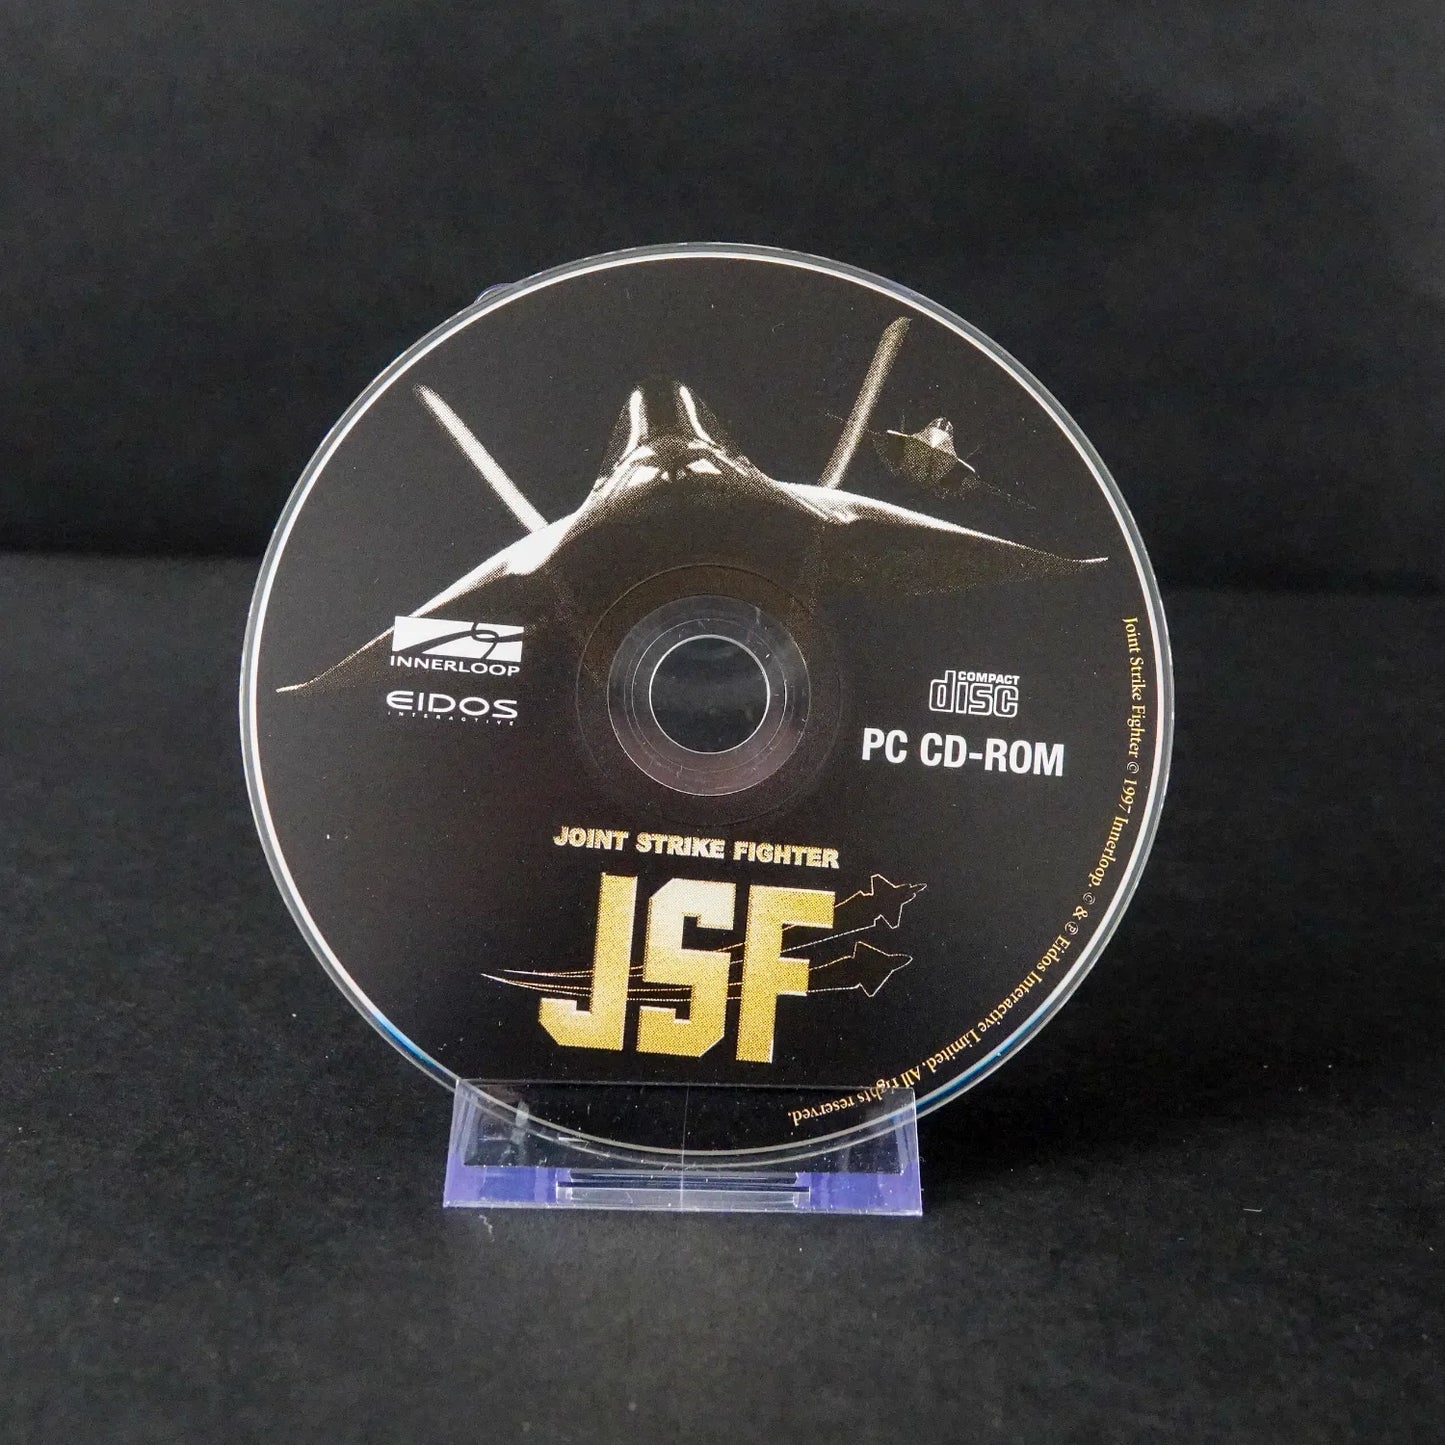 INNERLOOP
EIDOS
INTERACTIVE
COMPACT
disc
PC CD-ROM
JOINT STRIKE FIGHTER
JSF
Joint Strike Fighter © 1997 Innerloop. © & ℗ Eidos Interactive Limited. All rights reserved.